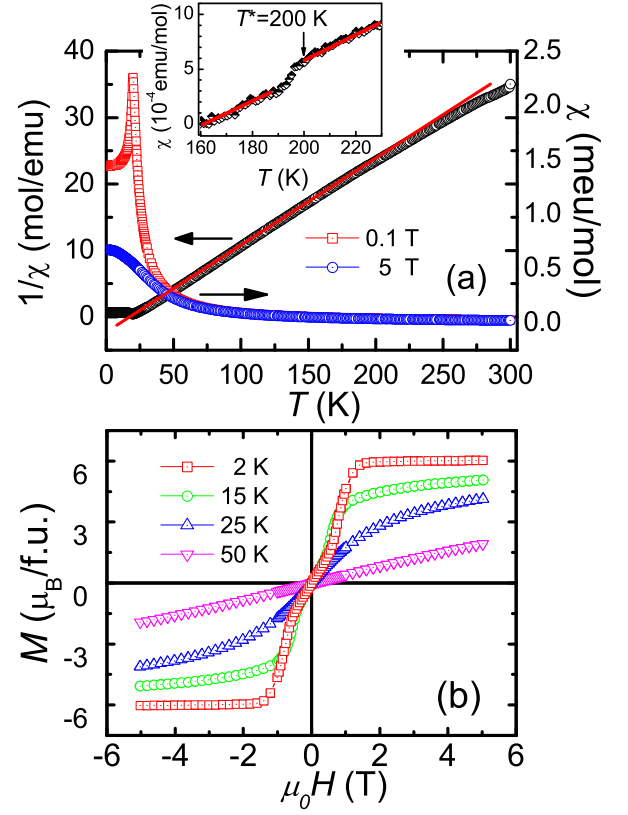 T*=200 K
10
5
0
χ (10⁻⁴emu/mol)
160 180 200 220
T (K)
40
30
20
10
0
1/χ (mol/emu)
2.5
2.0
1.5
1.0
0.5
0.0
χ (meu/mol)
0.1 T
5 T
(a)
0 50 100 150 200 250 300
T (K)
6
3
0
-3
-6
M (μ_B/f.u.)
2 K
15 K
25 K
50 K
(b)
-6 -4 -2 0 2 4 6
μ₀H (T)